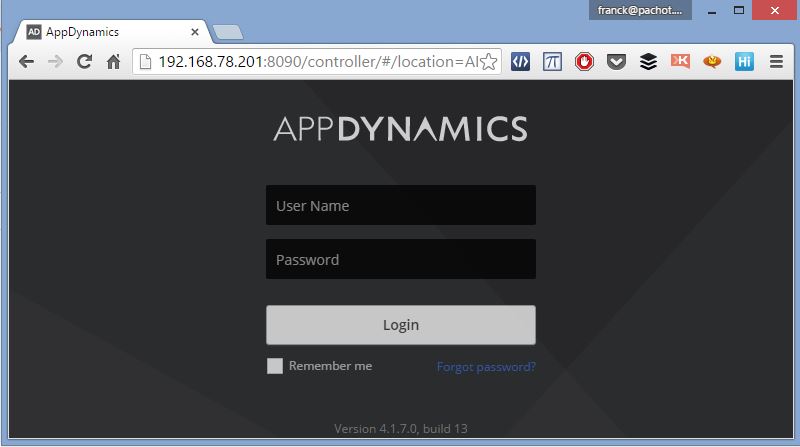 franck@pachot....
AD AppDynamics
192.168.78.201:8090/controller/#/location=AI
Hi
APPDYNAMICS
User Name
Password
Login
Remember me
Forgot password?
Version 4.1.7.0, build 13